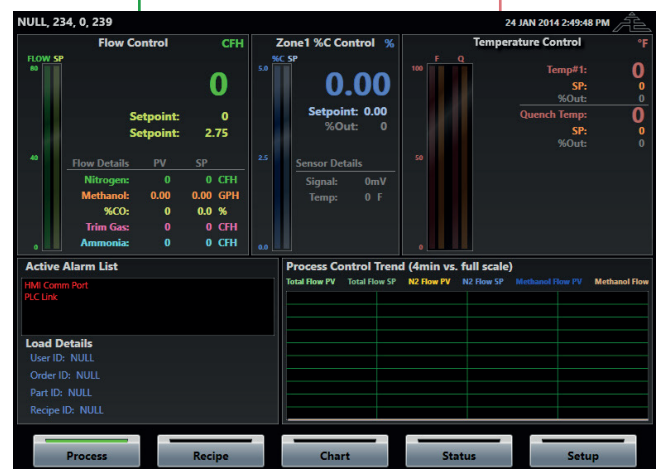 NULL, 234, 0, 239
24 JAN 2014 2:49:48 PM
Flow Control CFH
FLOW SP
80
0
Setpoint: 0
Setpoint: 2.75
40
Flow Details PV SP
Nitrogen: 0 0 CFH
Methanol: 0.00 0.00 GPH
%CO: 0 0.0 %
Trim Gas: 0 0 CFH
Ammonia: 0 0 CFH
0
Zone1 %C Control %
%C SP
5.0
0.00
Setpoint: 0.00
%Out: 0
2.5
Sensor Details
Signal: 0mV
Temp: 0 F
0.0
Temperature Control °F
F Q
100
Temp#1: 0
SP: 0
%Out: 0
Quench Temp: 0
SP: 0
%Out: 0
50
0
Active Alarm List
HMI Comm Port
PLC Link
Load Details
User ID: NULL
Order ID: NULL
Part ID: NULL
Recipe ID: NULL
Process Control Trend (4min vs. full scale)
Total Flow PV Total Flow SP N2 Flow PV N2 Flow SP Methanol Flow PV Methanol Flow
Process Recipe Chart Status Setup